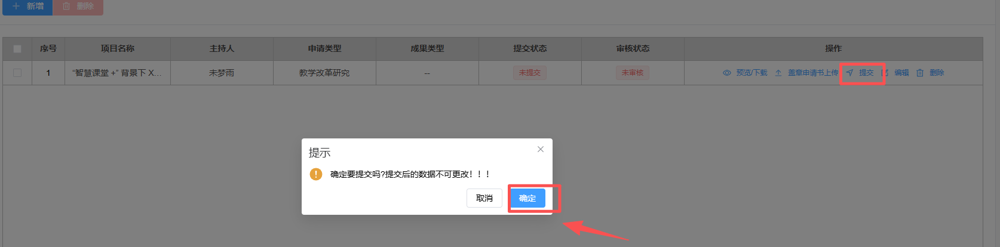 新增 删除
序号 项目名称 主持人 申请类型 成果类型 提交状态 审核状态 操作
1 “智慧课堂 +” 背景下 X... 未梦雨 教学改革研究 -- 未提交 未审核 预览/下载 盖章申请书上传 提交 编辑 删除
提示
确定要提交吗?提交后的数据不可更改！！！
取消 确定